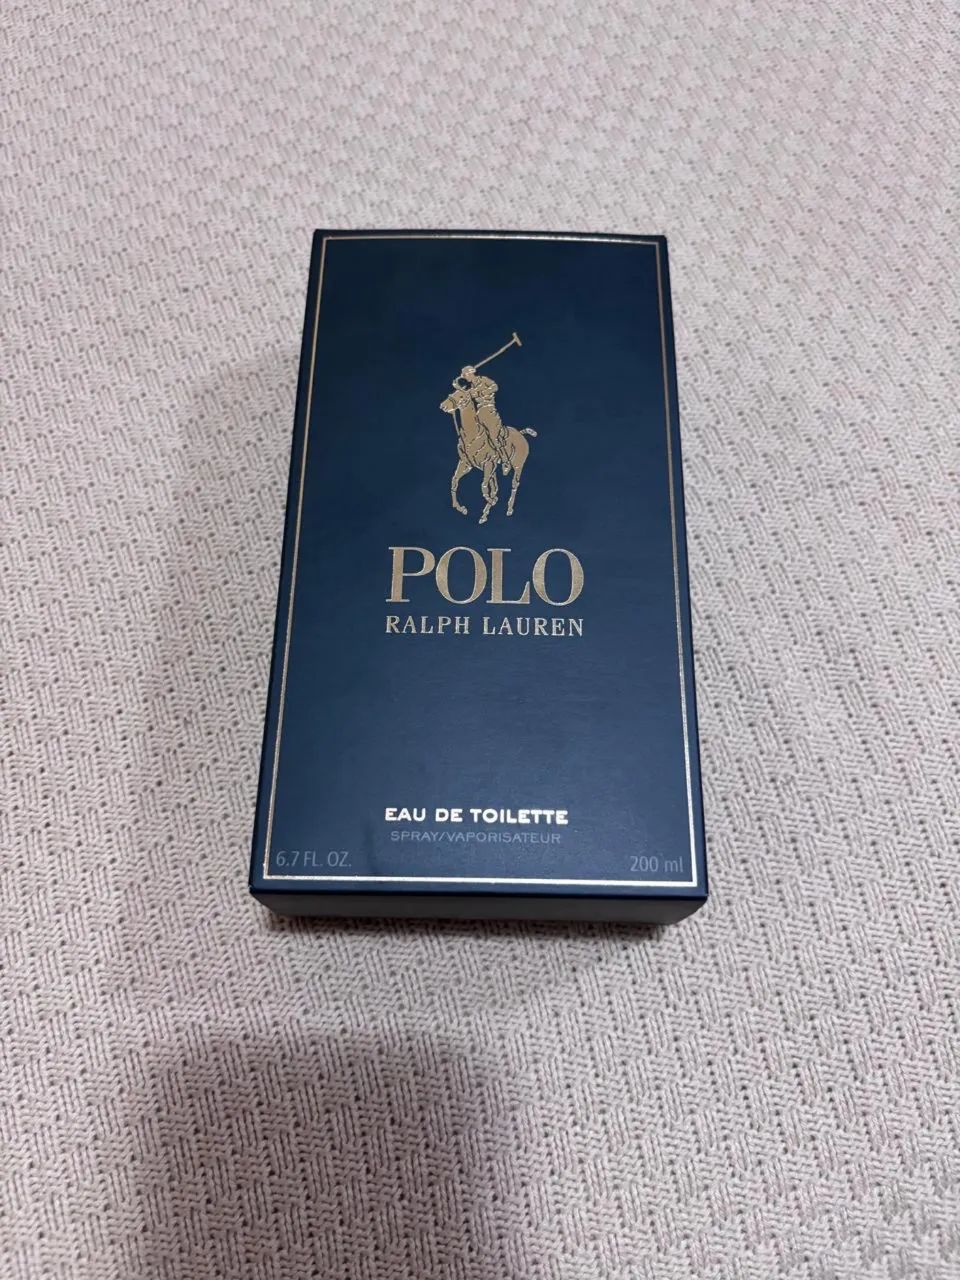 POLO
RALPH LAUREN
EAU DE TOILETTE
SPRAY/VAPORISATEUR
6.7 FL. OZ. 200 ml